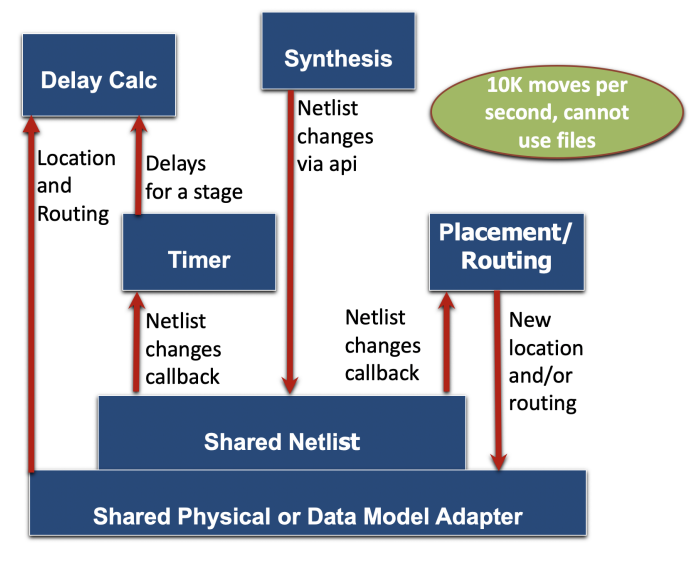 Delay Calc
Synthesis
10K moves per
second, cannot
use files
Netlist
changes
via api
Location
and
Routing
Delays
for a stage
Timer
Placement/
Routing
Netlist
changes
callback
Netlist
changes
callback
New
location
and/or
routing
Shared Netlist
Shared Physical or Data Model Adapter